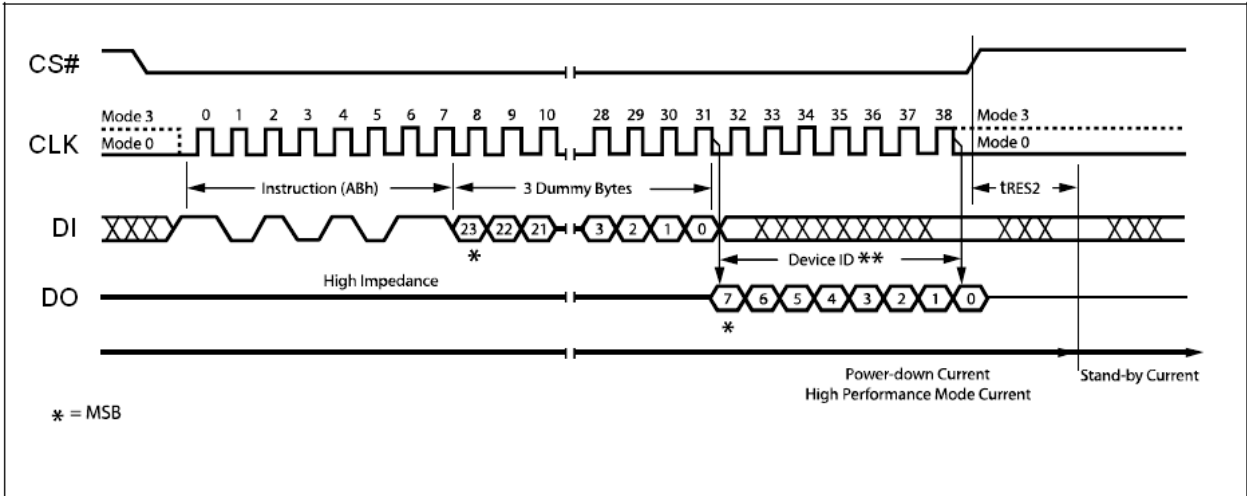 CS#
Mode 3 0 1 2 3 4 5 6 7 8 9 10 28 29 30 31 32 33 34 35 36 37 38 Mode 3
CLK
Mode 0 Mode 0
Instruction (ABh) 3 Dummy Bytes tRES2
DI 23 22 21 3 2 1 0
* Device ID **
High Impedance
DO 7 6 5 4 3 2 1 0
*
Power-down Current Stand-by Current
High Performance Mode Current
* = MSB